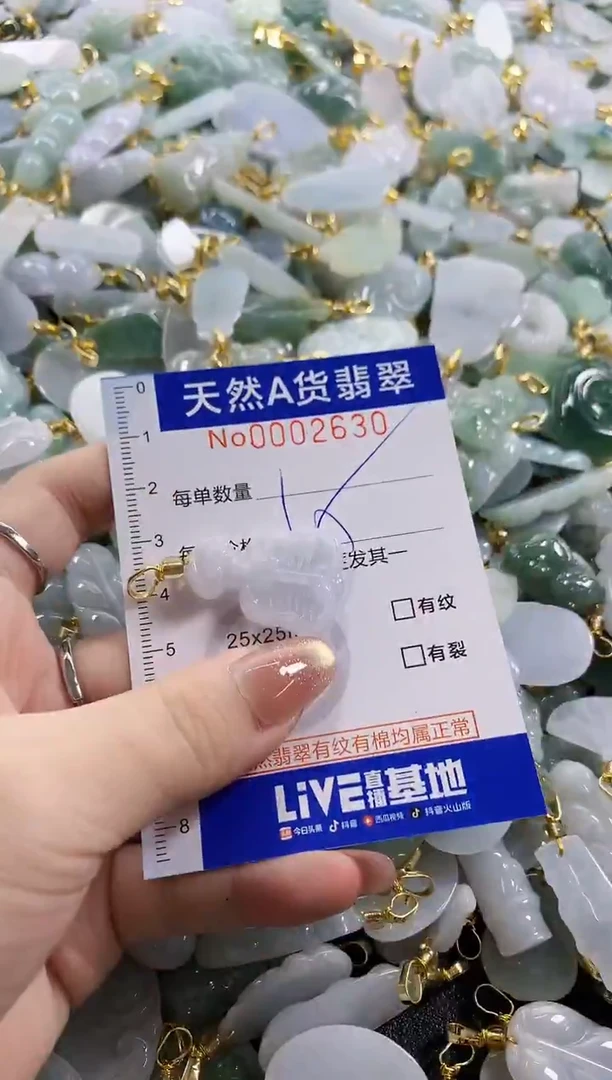 0
天然A货翡翠
1
No0002630
2
每单数量
3
发其一
4
有纹
25x25
5
有裂
翡翠有纹有棉均属正常
LiVE直播基地
今日头条 抖音 西瓜视频 抖音火山版
8